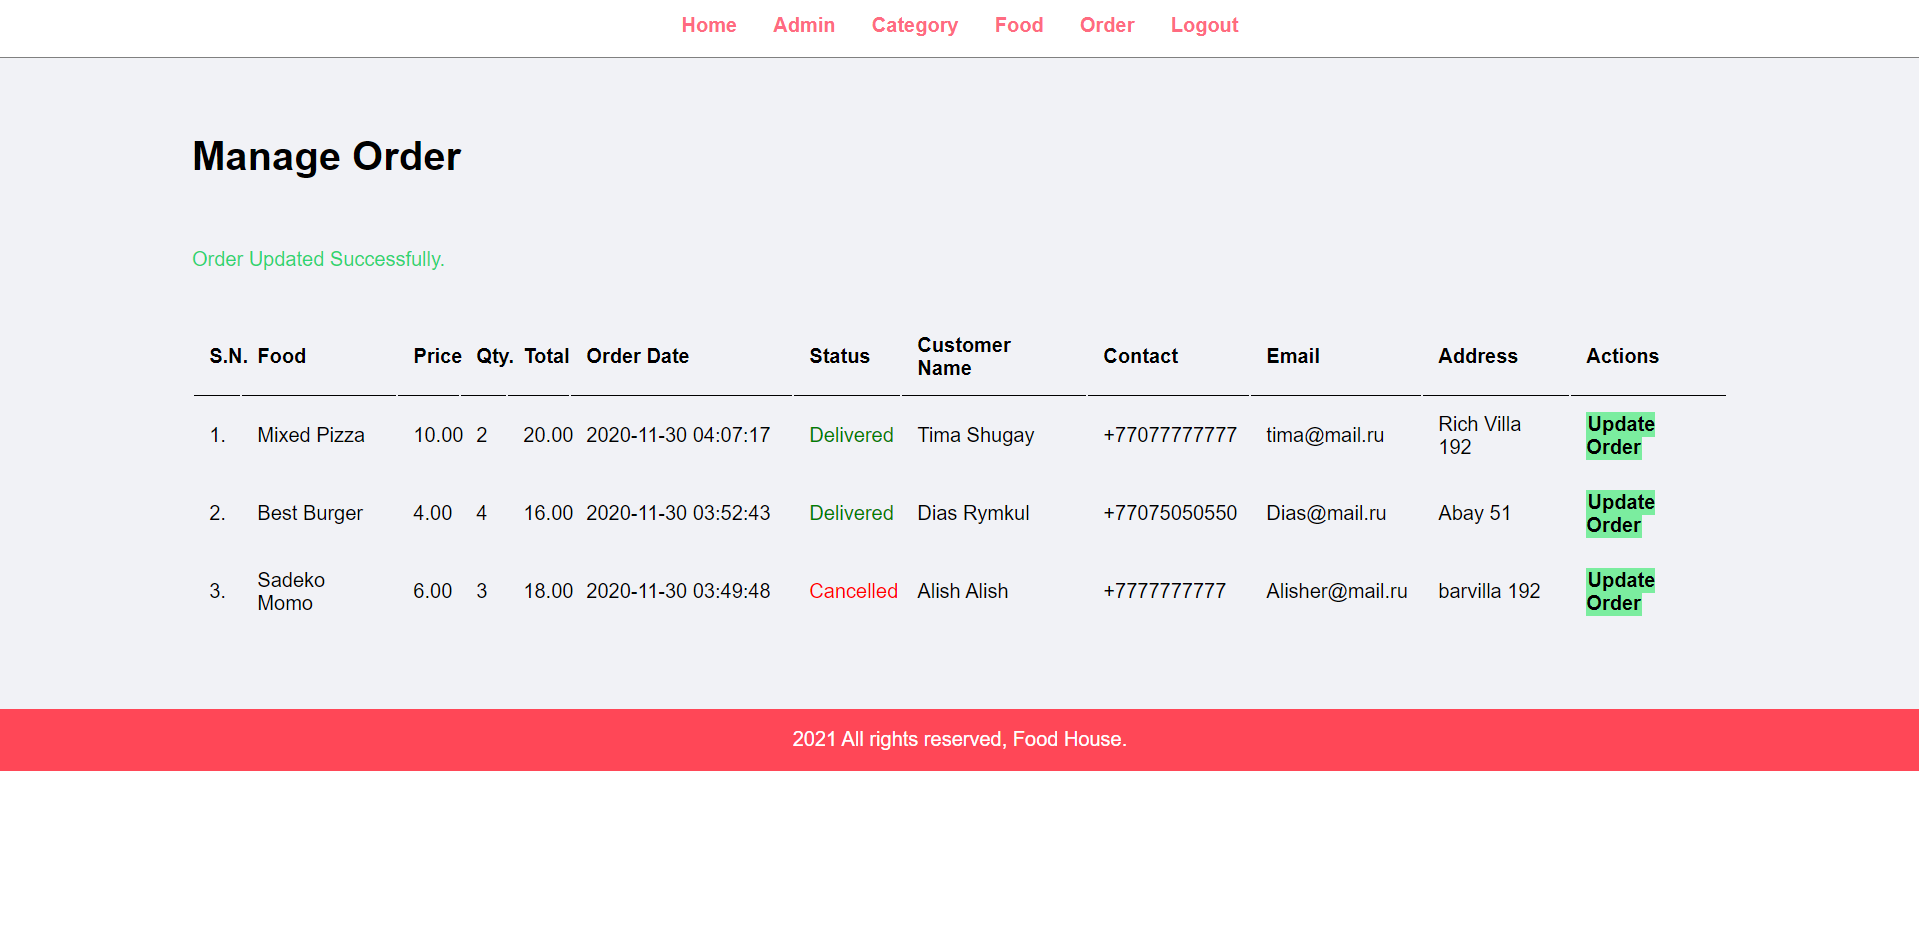 Home Admin Category Food Order Logout
Manage Order
Order Updated Successfully.
S.N. Food Price Qty. Total Order Date Status Customer Name Contact Email Address Actions
1. Mixed Pizza 10.00 2 20.00 2020-11-30 04:07:17 Delivered Tima Shugay +77077777777 tima@mail.ru Rich Villa 192 Update Order
2. Best Burger 4.00 4 16.00 2020-11-30 03:52:43 Delivered Dias Rymkul +77075050550 Dias@mail.ru Abay 51 Update Order
3. Sadeko Momo 6.00 3 18.00 2020-11-30 03:49:48 Cancelled Alish Alish +7777777777 Alisher@mail.ru barvilla 192 Update Order
2021 All rights reserved, Food House.